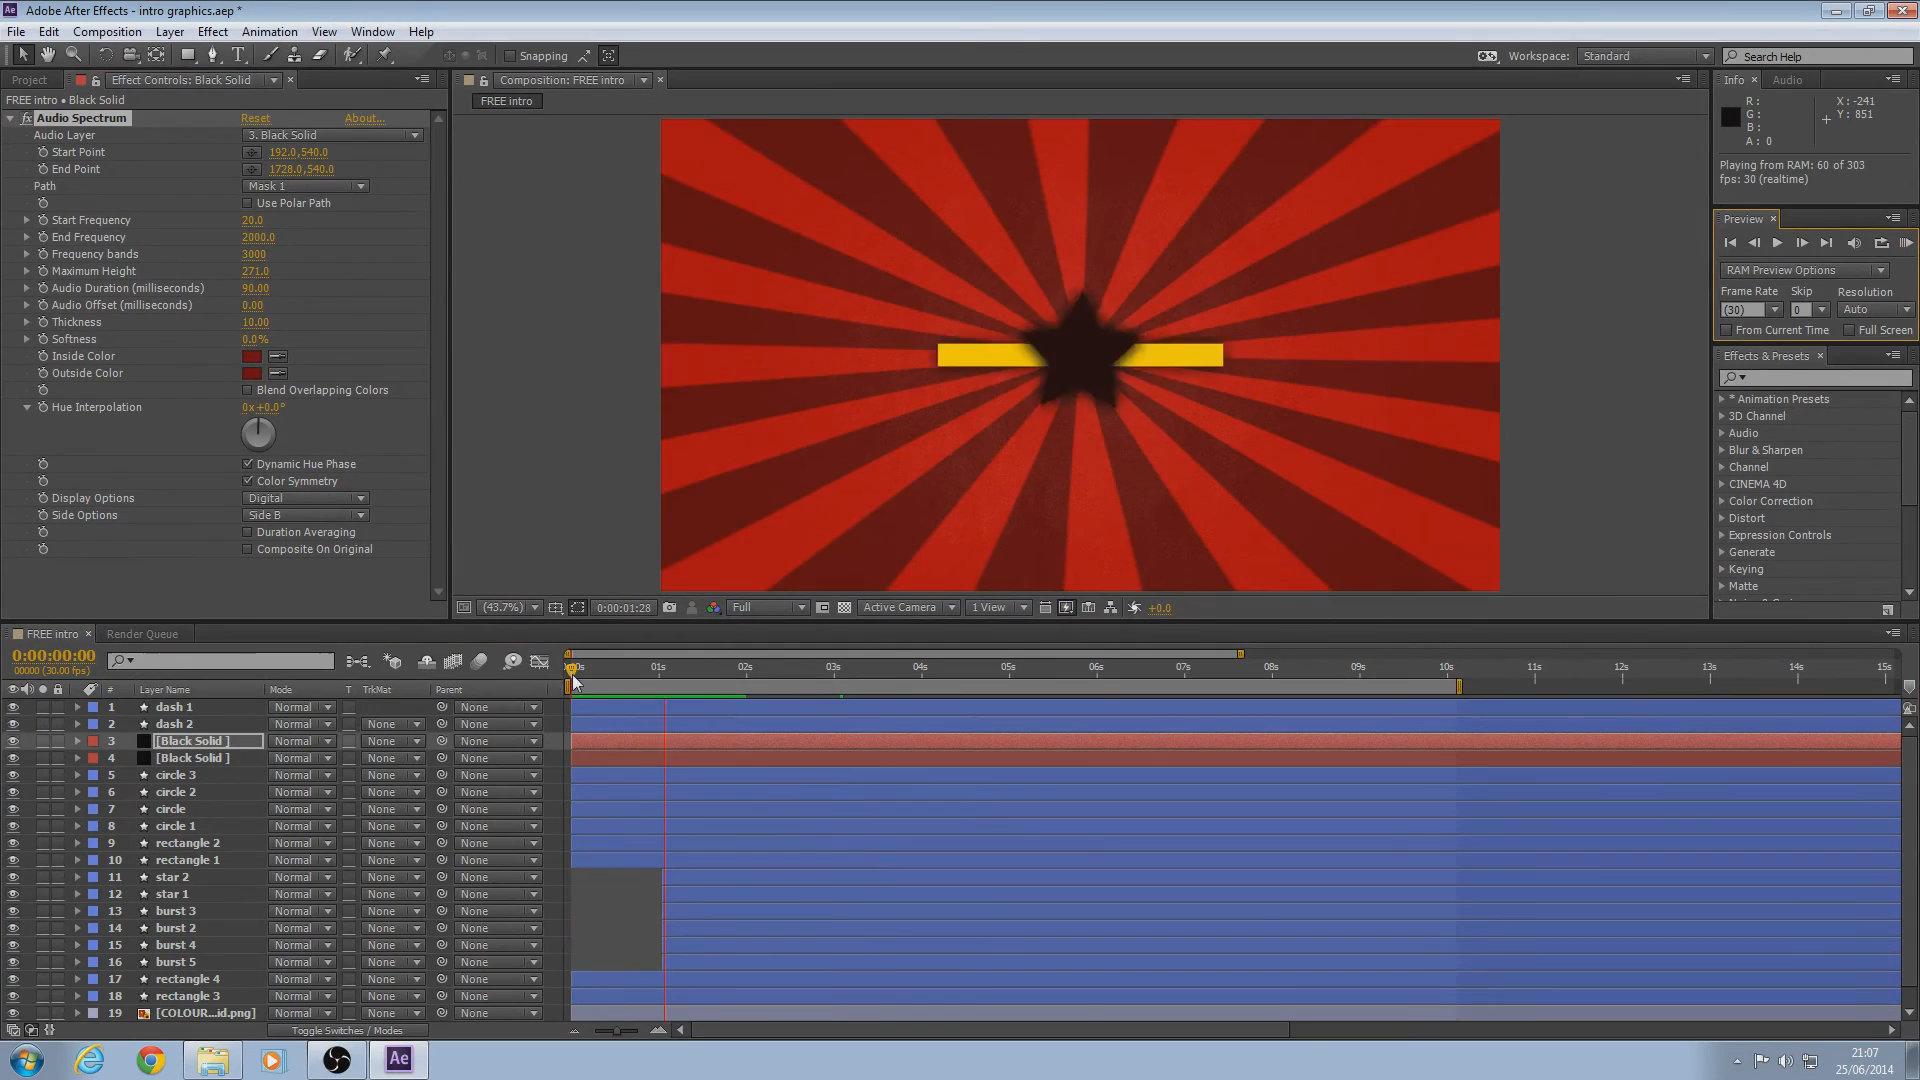 Adobe After Effects - intro graphics.aep *
File Edit Composition Layer Effect Animation View Window Help
Snapping
Workspace: Standard
Search Help
Project
Effect Controls: Black Solid
FREE intro • Black Solid
fx Audio Spectrum Reset About...
Audio Layer 3. Black Solid
Start Point 192.0,540.0
End Point 1728.0,540.0
Path Mask 1
Use Polar Path
Start Frequency 20.0
End Frequency 2000.0
Frequency bands 3000
Maximum Height 271.0
Audio Duration (milliseconds) 90.00
Audio Offset (milliseconds) 0.00
Thickness 10.00
Softness 0.0%
Inside Color
Outside Color
Blend Overlapping Colors
Hue Interpolation 0x+0.0°
Dynamic Hue Phase
Color Symmetry
Display Options Digital
Side Options Side B
Duration Averaging
Composite On Original
Composition: FREE intro
FREE intro
(43.7%) 0:00:01:28 Full Active Camera 1 View +0.0
Info Audio
R : X : -241
G : Y : 851
B :
A : 0
Playing from RAM: 60 of 303
fps: 30 (realtime)
Preview
RAM Preview Options
Frame Rate Skip Resolution
(30) 0 Auto
From Current Time Full Screen
Effects & Presets
* Animation Presets
3D Channel
Audio
Blur & Sharpen
Channel
CINEMA 4D
Color Correction
Distort
Expression Controls
Generate
Keying
Matte
FREE intro Render Queue
0:00:00:00
00000 (30.00 fps)
01s 02s 03s 04s 05s 06s 07s 08s 09s 10s 11s 12s 13s 14s 15s
# Layer Name Mode T TrkMat Parent
1 dash 1 Normal None
2 dash 2 Normal None None
3 [Black Solid ] Normal None None
4 [Black Solid ] Normal None None
5 circle 3 Normal None None
6 circle 2 Normal None None
7 circle Normal None None
8 circle 1 Normal None None
9 rectangle 2 Normal None None
10 rectangle 1 Normal None None
11 star 2 Normal None None
12 star 1 Normal None None
13 burst 3 Normal None None
14 burst 2 Normal None None
15 burst 4 Normal None None
16 burst 5 Normal None None
17 rectangle 4 Normal None None
18 rectangle 3 Normal None None
19 [COLOUR...id.png] Normal None None
Toggle Switches / Modes
Ae
21:07
25/06/2014